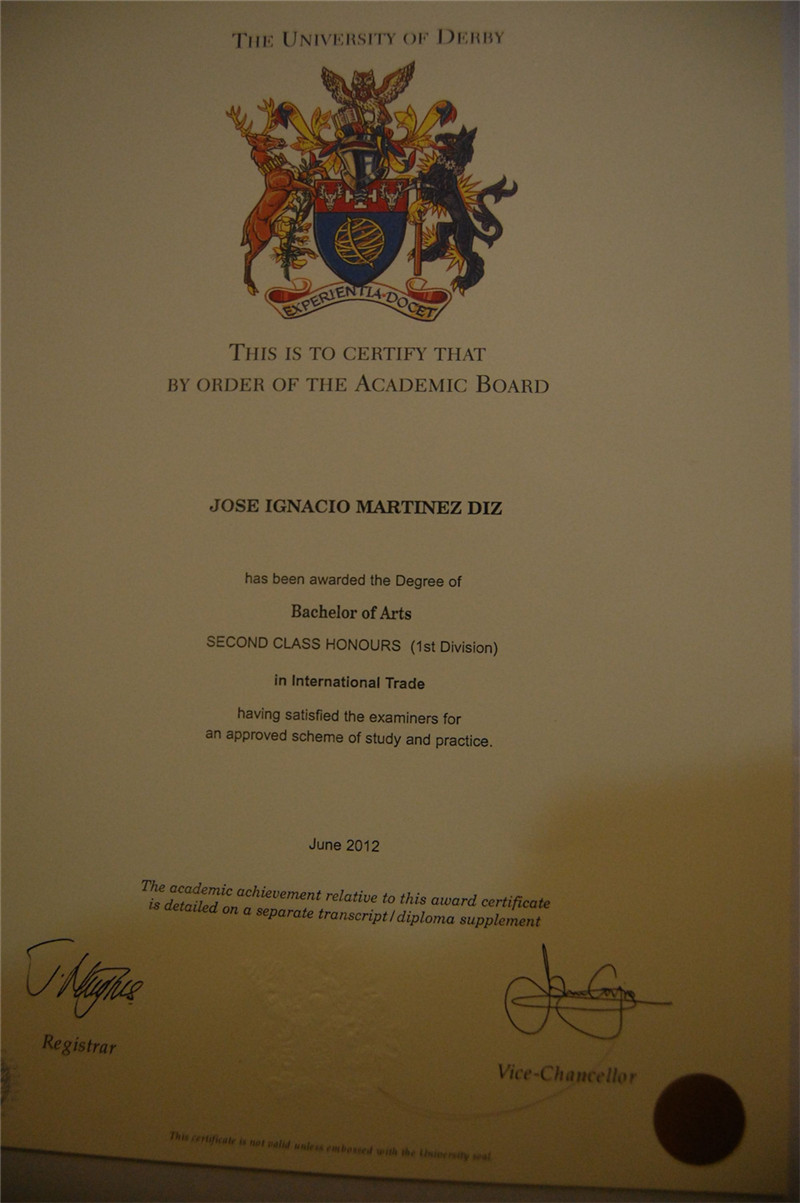 THE UNIVERSITY OF DERBY
EXPERIENTIA·DOCET
THIS IS TO CERTIFY THAT
BY ORDER OF THE ACADEMIC BOARD
JOSE IGNACIO MARTINEZ DIZ
has been awarded the Degree of
Bachelor of Arts
SECOND CLASS HONOURS (1st Division)
in International Trade
having satisfied the examiners for
an approved scheme of study and practice.
June 2012
The academic achievement relative to this award certificate
is detailed on a separate transcript/diploma supplement
Registrar
Vice-Chancellor
This certificate is not valid unless embossed with the University seal.